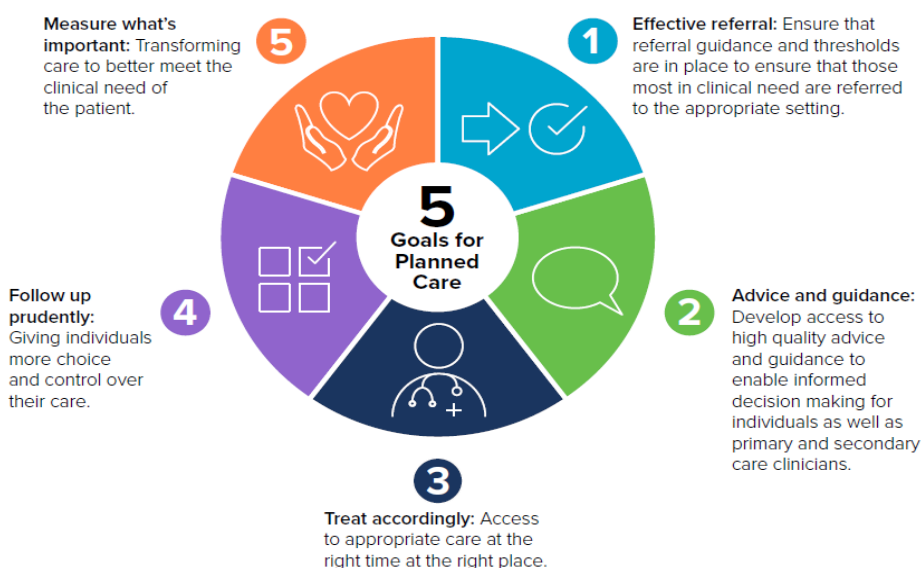 5
Goals for
Planned
Care
1
Effective referral: Ensure that
referral guidance and thresholds
are in place to ensure that those
most in clinical need are referred
to the appropriate setting.
2
Advice and guidance:
Develop access to
high quality advice
and guidance to
enable informed
decision making for
individuals as well as
primary and secondary
care clinicians.
3
Treat accordingly: Access
to appropriate care at the
right time at the right place.
4
Follow up
prudently:
Giving individuals
more choice
and control over
their care.
5
Measure what's
important: Transforming
care to better meet the
clinical need of
the patient.